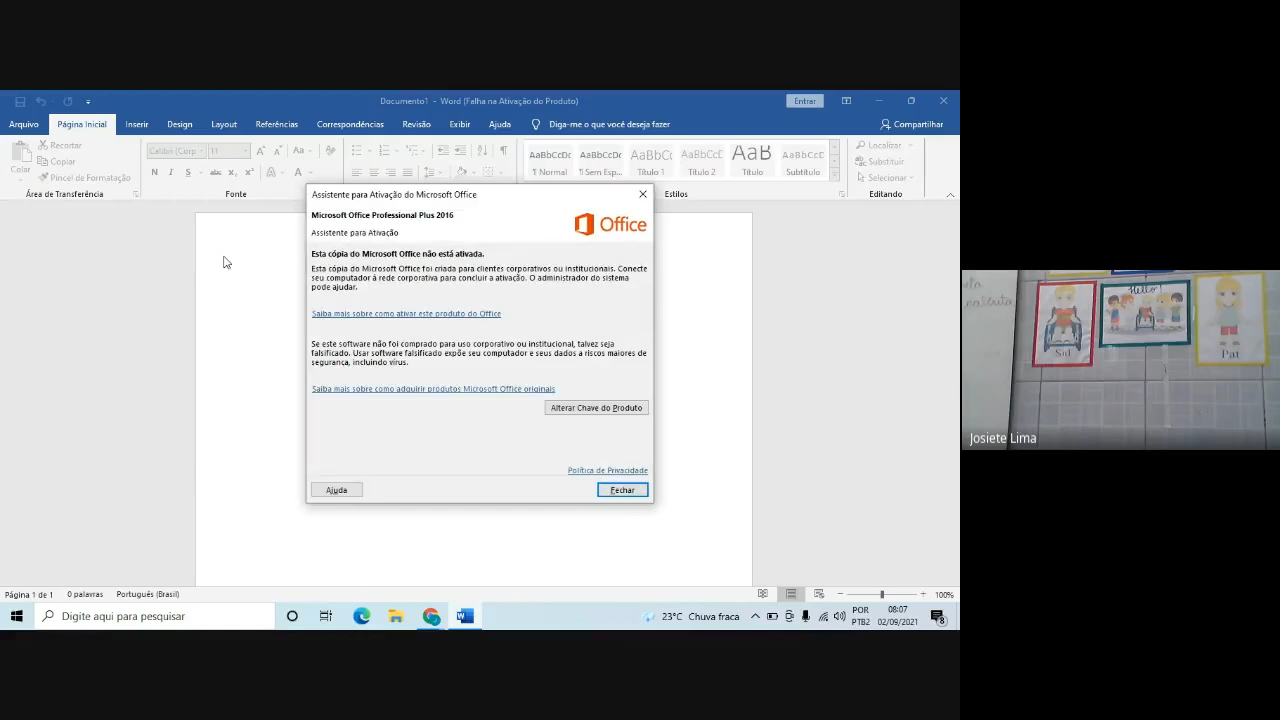 Documento1 - Word (Falha na Ativação do Produto)
Entrar
Arquivo
Página Inicial
Inserir
Design
Layout
Referências
Correspondências
Revisão
Exibir
Ajuda
Diga-me o que você deseja fazer
Compartilhar
Colar
Recortar
Copiar
Pincel de Formatação
Área de Transferência
Calibri (Corp
11
Aa
N I S abc x₂ x²
Fonte
AaBbCcDc
¶ Normal
AaBbCcDc
¶ Sem Esp...
AaBbCc
Título 1
AaBbCcD
Título 2
AaB
Título
AaBbCcD
Subtítulo
Estilos
Localizar
Substituir
Selecionar
Editando
Assistente para Ativação do Microsoft Office
Microsoft Office Professional Plus 2016
Assistente para Ativação
Office
Esta cópia do Microsoft Office não está ativada.
Esta cópia do Microsoft Office foi criada para clientes corporativos ou institucionais. Conecte
seu computador à rede corporativa para concluir a ativação. O administrador do sistema
pode ajudar.
Saiba mais sobre como ativar este produto do Office
Se este software não foi comprado para uso corporativo ou institucional, talvez seja
falsificado. Usar software falsificado expõe seu computador e seus dados a riscos maiores de
segurança, incluindo vírus.
Saiba mais sobre como adquirir produtos Microsoft Office originais
Alterar Chave do Produto
Política de Privacidade
Ajuda
Fechar
Página 1 de 1
0 palavras
Português (Brasil)
100%
Digite aqui para pesquisar
23°C Chuva fraca
POR
PTB2
08:07
02/09/2021
8
Hello!
Sol
Pat
Josiete Lima